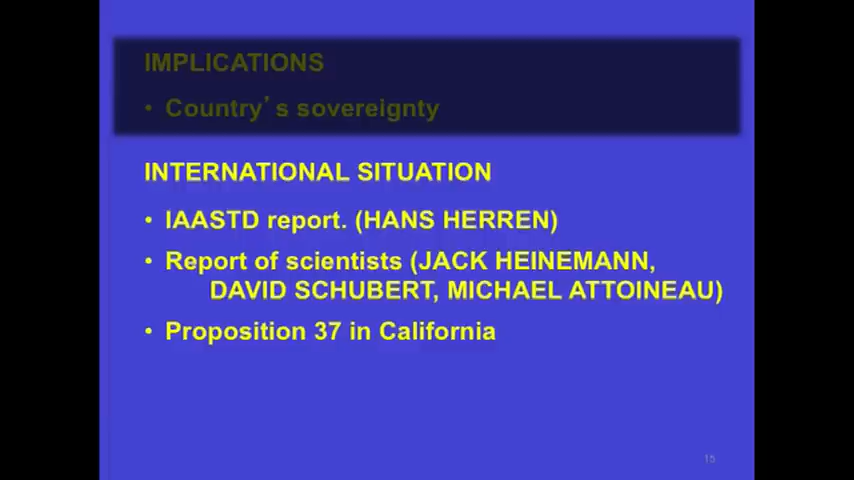 IMPLICATIONS
• Country's sovereignty
INTERNATIONAL SITUATION
• IAASTD report. (HANS HERREN)
• Report of scientists (JACK HEINEMANN,
DAVID SCHUBERT, MICHAEL ATTOINEAU)
• Proposition 37 in California
15